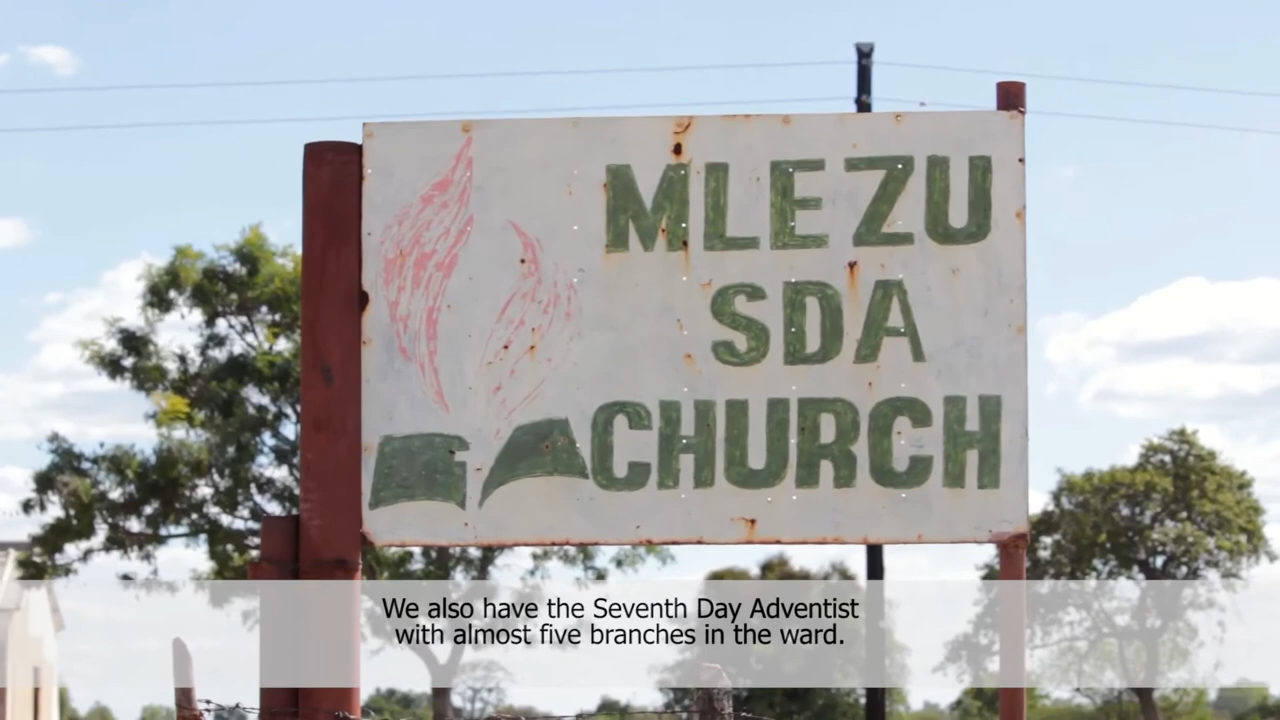 MLEZU
SDA
CHURCH
We also have the Seventh Day Adventist
with almost five branches in the ward.